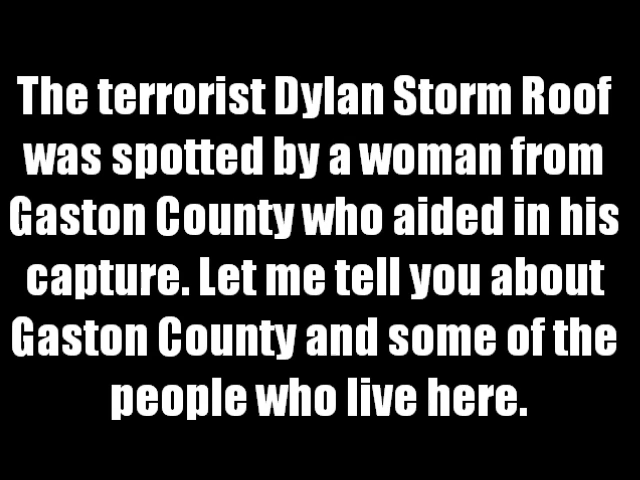 The terrorist Dylan Storm Roof
was spotted by a woman from
Gaston County who aided in his
capture. Let me tell you about
Gaston County and some of the
people who live here.